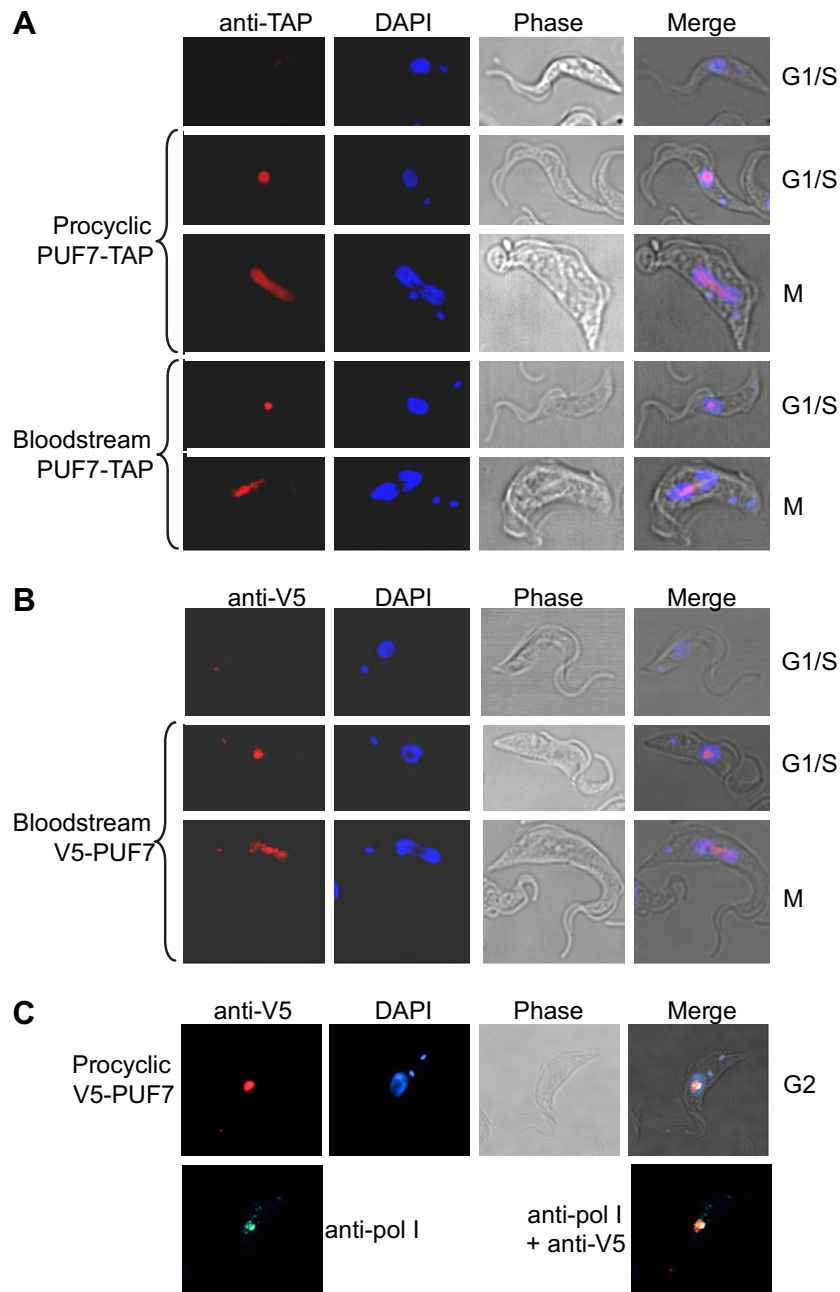 A
anti-TAP DAPI Phase Merge
G1/S
Procyclic
PUF7-TAP
G1/S
M
Bloodstream
PUF7-TAP
G1/S
M
B
anti-V5 DAPI Phase Merge
G1/S
Bloodstream
V5-PUF7
G1/S
M
C
anti-V5 DAPI Phase Merge
Procyclic
V5-PUF7
G2
anti-pol I
anti-pol I
+ anti-V5